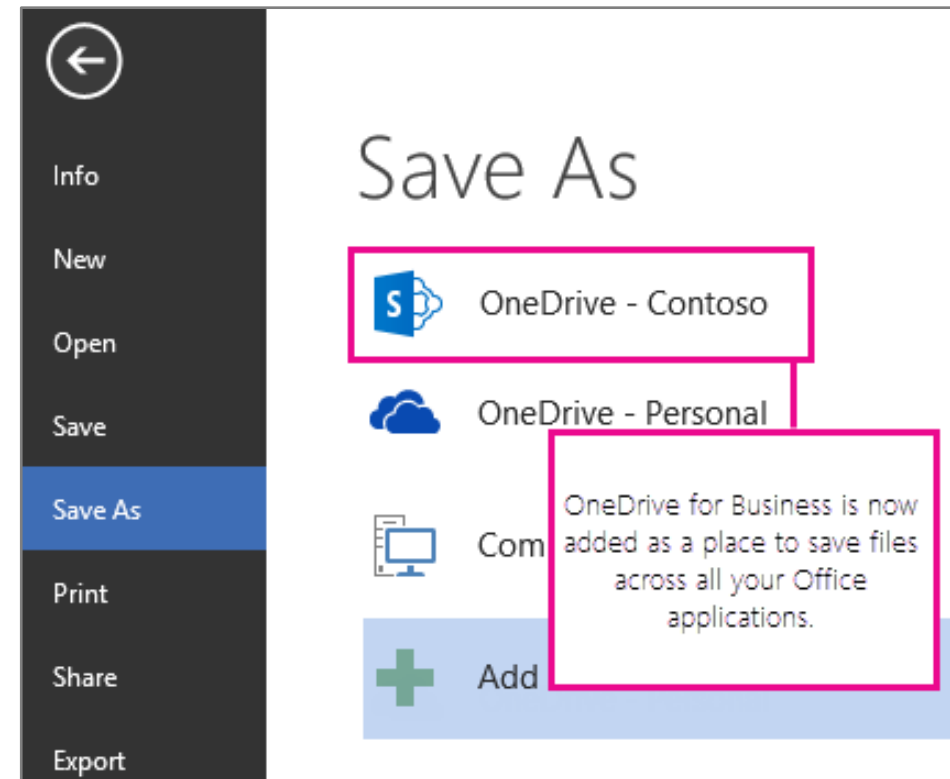 Info
New
Open
Save
Save As
Print
Share
Export
Save As
S
OneDrive - Contoso
OneDrive - Personal
Com
Add
OneDrive for Business is now
added as a place to save files
across all your Office
applications.